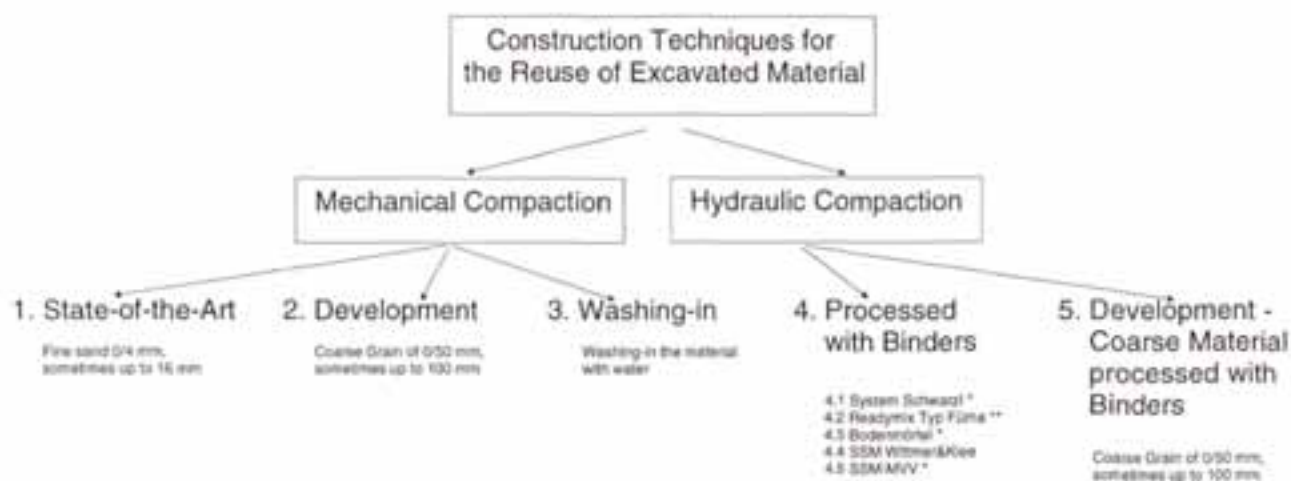 Construction Techniques for
the Reuse of Excavated Material
Mechanical Compaction
Hydraulic Compaction
1. State-of-the-Art
Fine sand 0/4 mm,
sometimes up to 16 mm
2. Development
Coarse Grain of 0/50 mm,
sometimes up to 100 mm
3. Washing-in
Washing-in the material
with water
4. Processed
with Binders
4.1 System Schwarzl *
4.2 Readymix Typ Füma **
4.3 Bodenmörtel *
4.4 SSM Wittmer&Klee
4.5 SSM/MVV *
5. Development -
Coarse Material
processed with
Binders
Coarse Grain of 0/50 mm,
sometimes up to 100 mm